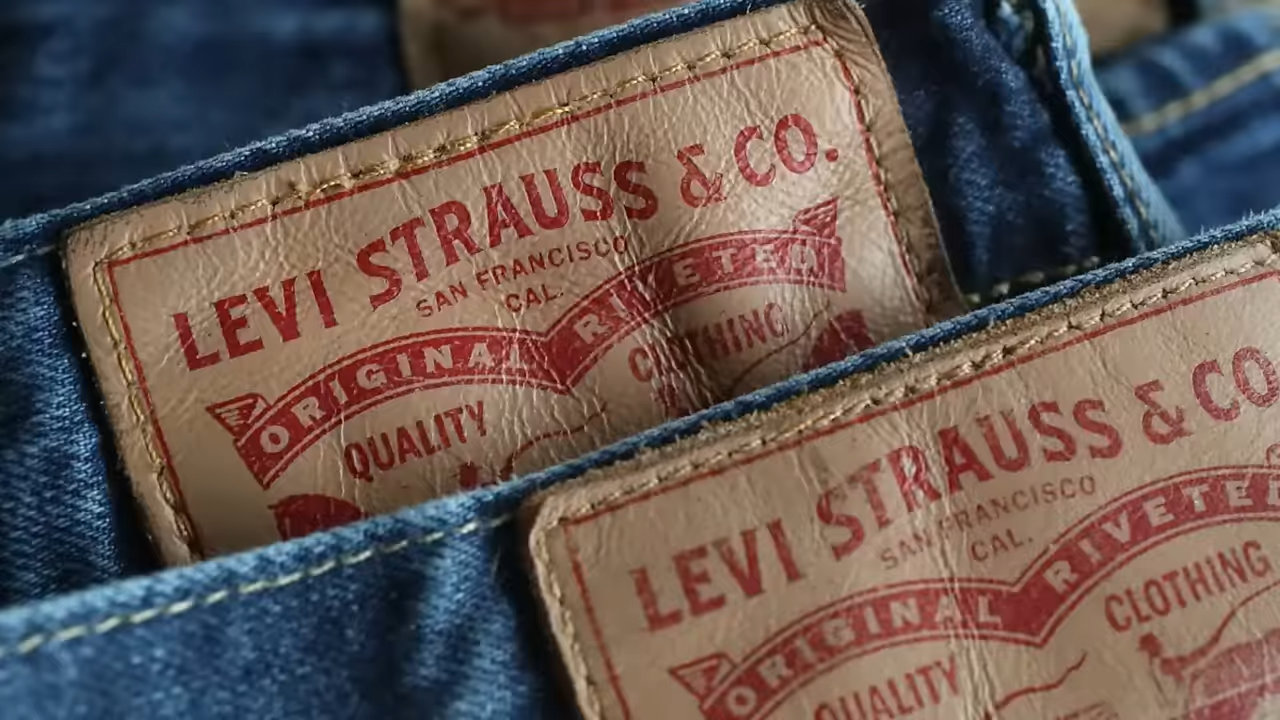 LEVI STRAUSS & CO.
SAN FRANCISCO
CAL.
ORIGINAL RIVETED
QUALITY CLOTHING
LEVI STRAUSS & CO
SAN FRANCISCO
CAL.
ORIGINAL RIVETED
QUALITY CLOTHING